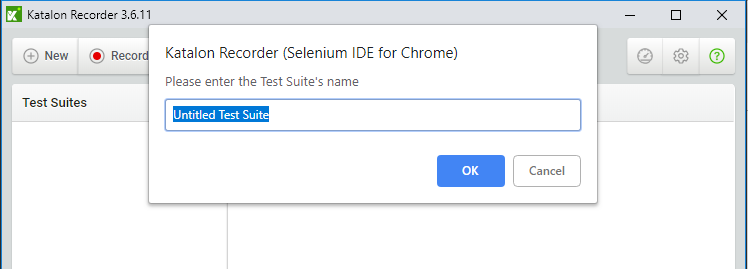 Katalon Recorder 3.6.11
New
Record
Katalon Recorder (Selenium IDE for Chrome)
Please enter the Test Suite's name
Untitled Test Suite
OK
Cancel
Test Suites